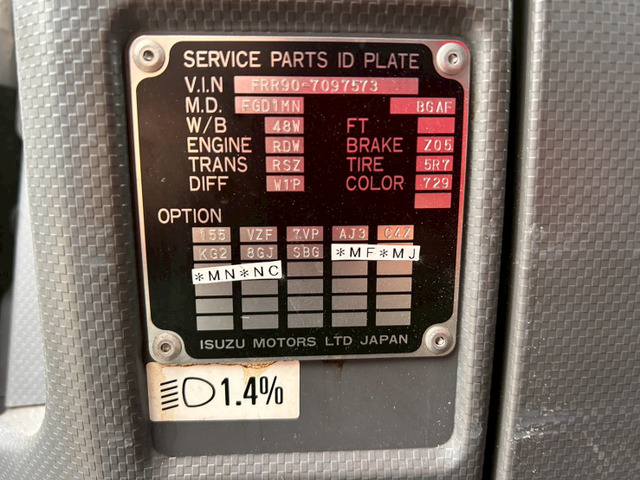 SERVICE PARTS ID PLATE
V.I.N FRR90-7097573
M.D. FGD1MN BGAF
W/B 48W FT
ENGINE RDW BRAKE Z05
TRANS RSZ TIRE 5R7
DIFF W1P COLOR 729
OPTION
155 VZF 7VP AJ3 C4Z
KG2 8GJ SBG *MF *MJ
*MN *NC
ISUZU MOTORS LTD JAPAN
1.4%